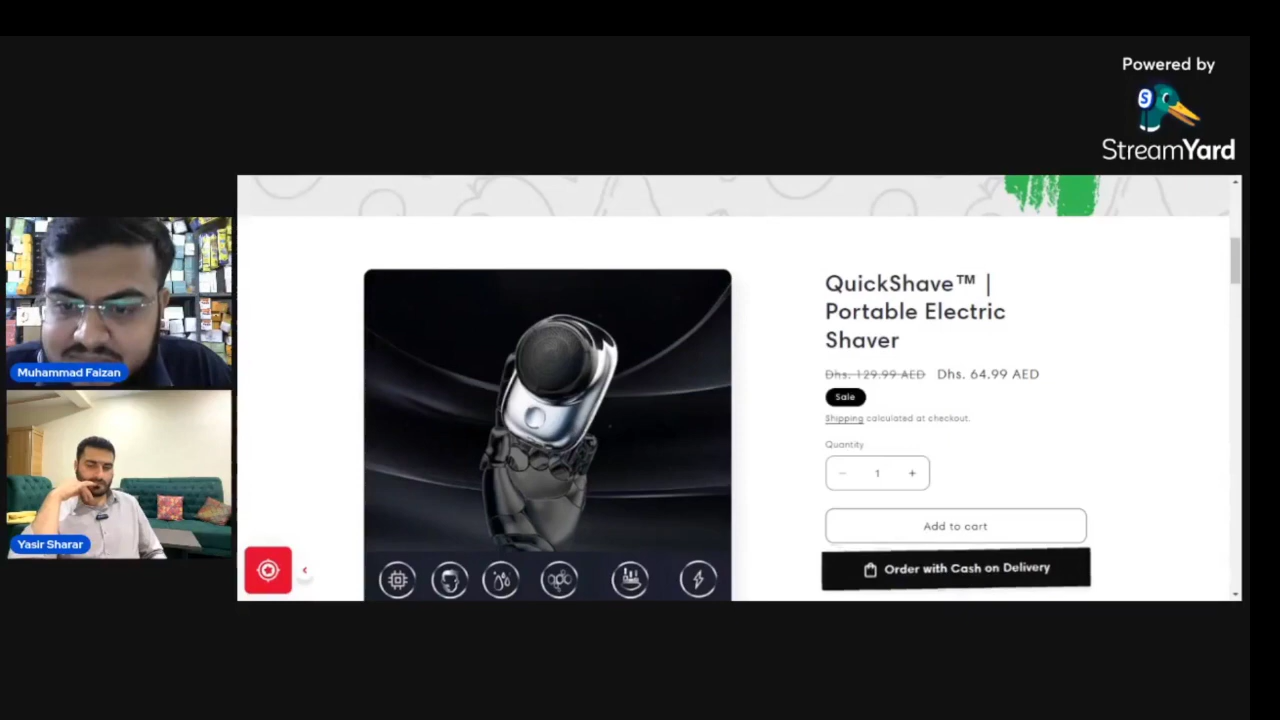 Powered by
StreamYard
Muhammad Faizan
Yasir Sharar
QuickShave™ |
Portable Electric
Shaver
Dhs. 129.99 AED Dhs. 64.99 AED
Sale
Shipping calculated at checkout.
Quantity
− 1 +
Add to cart
Order with Cash on Delivery